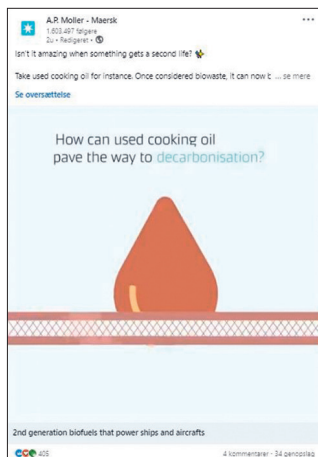 A.P. Moller - Maersk
1.603.497 følgere
2u • Redigeret •
Isn't it amazing when something gets a second life?
Take used cooking oil for instance. Once considered biowaste, it can now b ... se mere
Se oversættelse
How can used cooking oil
pave the way to decarbonisation?
2nd generation biofuels that power ships and aircrafts
405
4 kommentarer · 34 genopslag